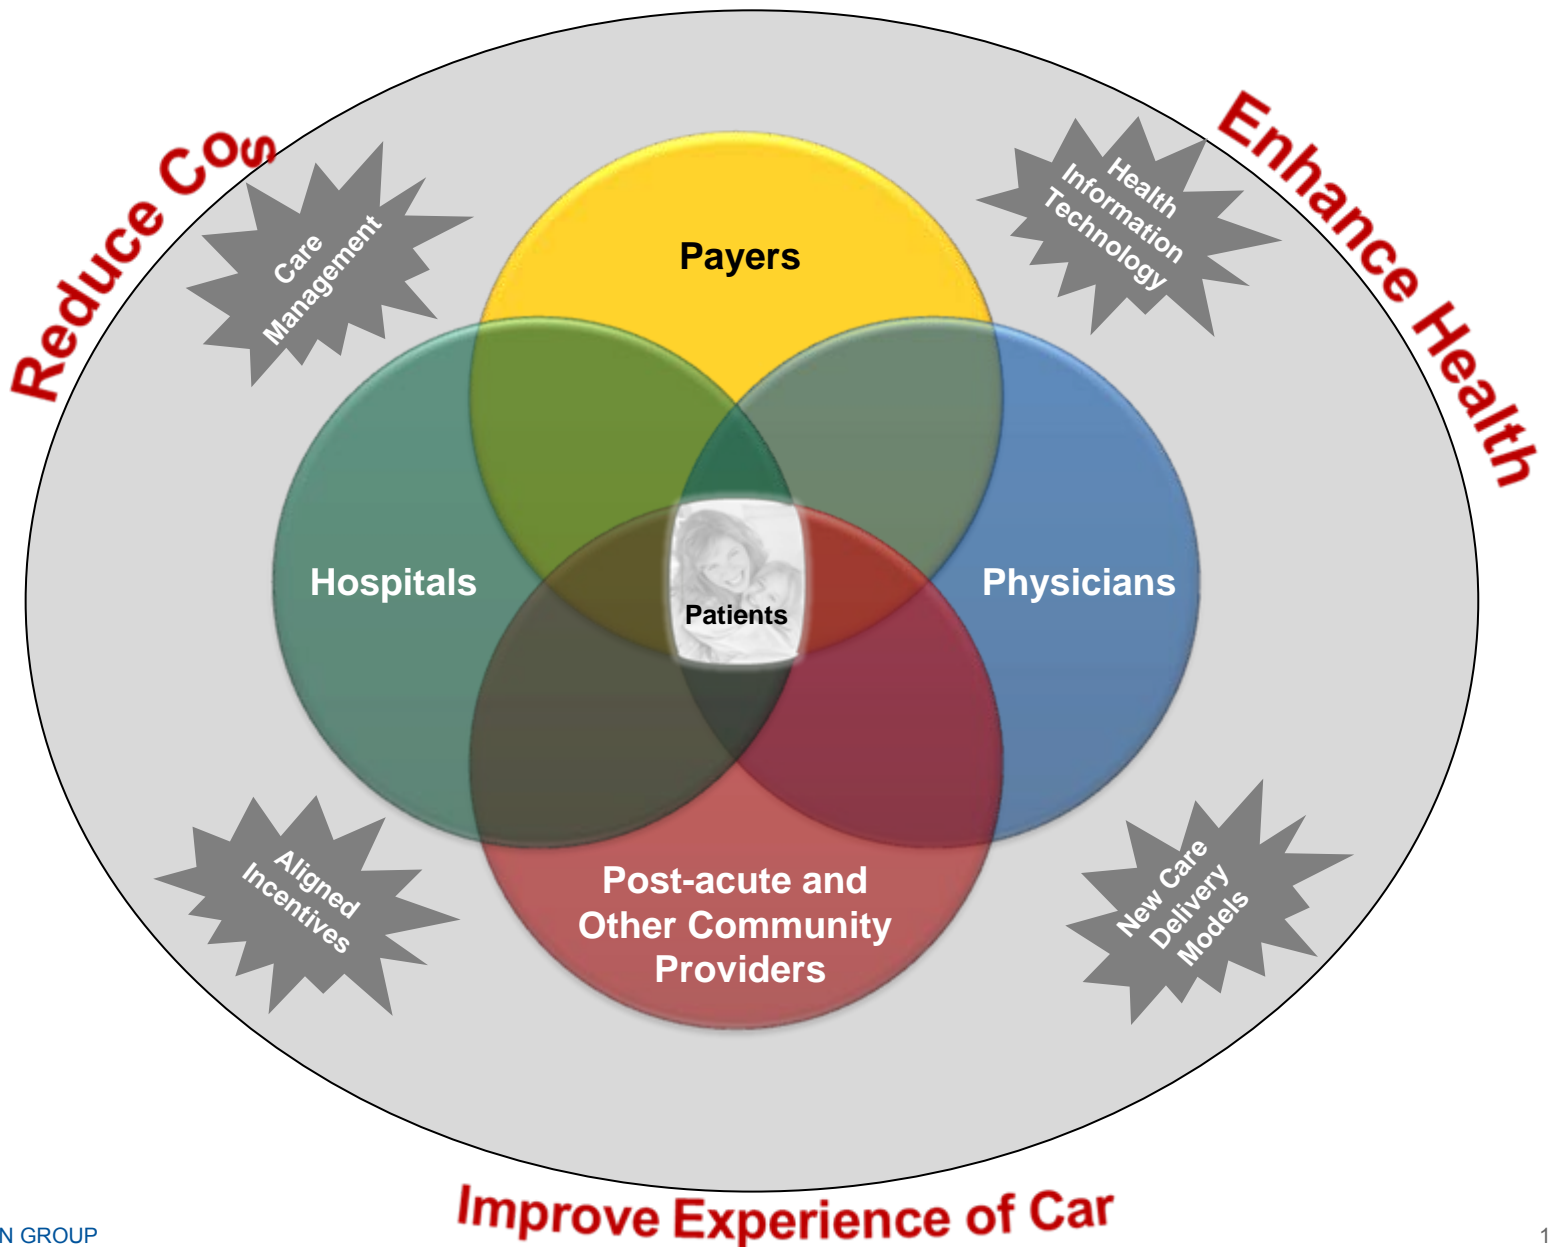 Reduce Cos
Enhance Health
Care
Management
Health
Information
Technology
Payers
Hospitals
Physicians
Patients
Aligned
Incentives
New Care
Delivery
Models
Post-acute and
Other Community
Providers
Improve Experience of Car
N GROUP
1